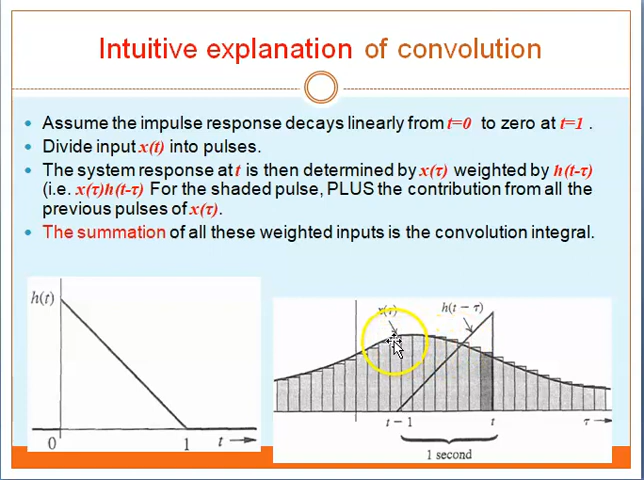 Intuitive explanation of convolution
Assume the impulse response decays linearly from t=0 to zero at t=1 .
Divide input x(t) into pulses.
The system response at t is then determined by x(τ) weighted by h(t-τ)
(i.e. x(τ)h(t-τ) For the shaded pulse, PLUS the contribution from all the
previous pulses of x(τ).
The summation of all these weighted inputs is the convolution integral.
h(t)
0 1 t
x(τ) h(t − τ)
t − 1 t τ
1 second